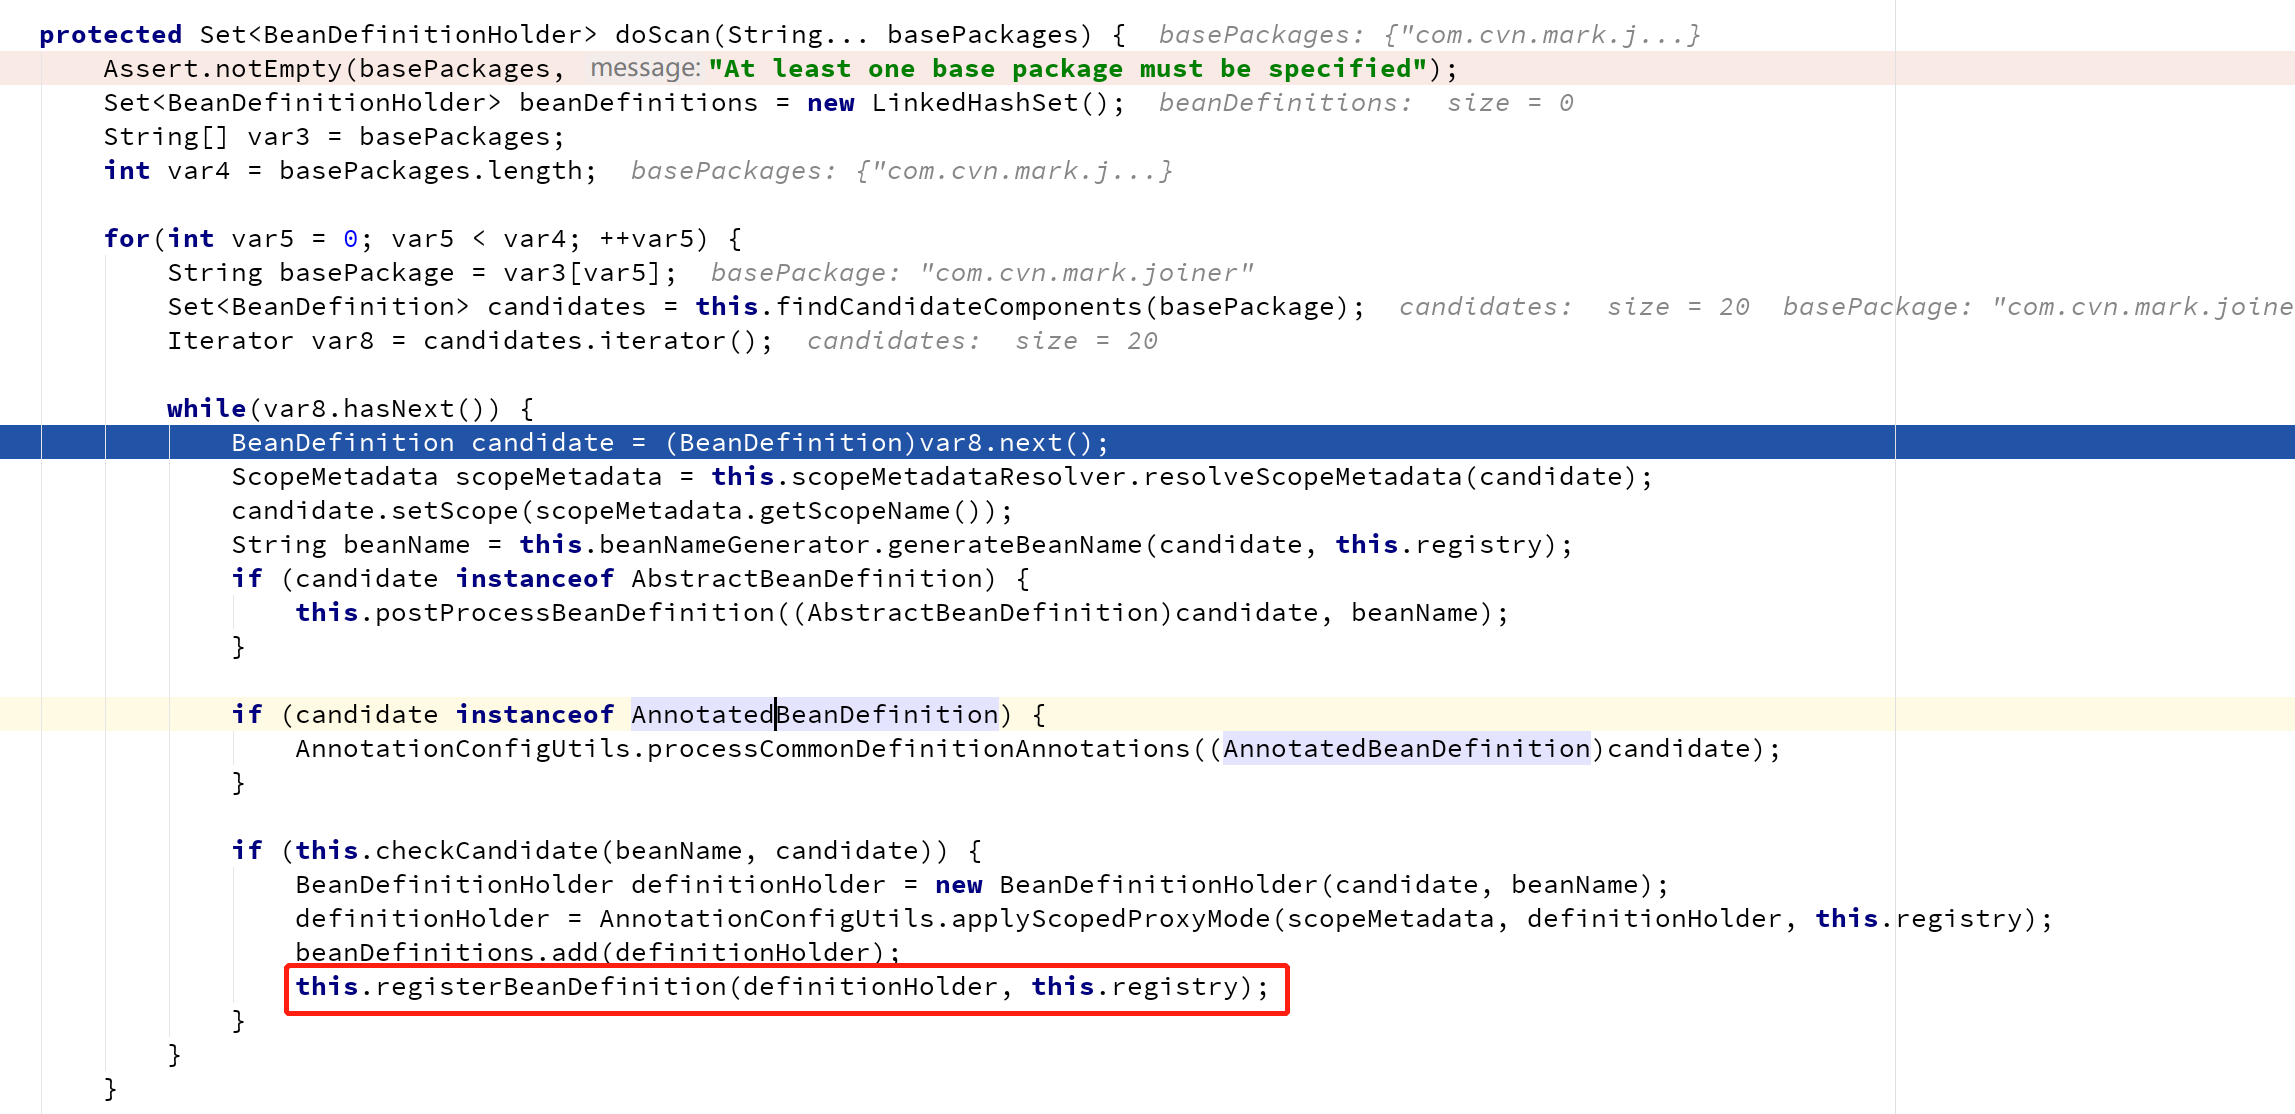 protected Set<BeanDefinitionHolder> doScan(String... basePackages) {  basePackages: {"com.cvn.mark.j...}
Assert.notEmpty(basePackages, message: "At least one base package must be specified");
Set<BeanDefinitionHolder> beanDefinitions = new LinkedHashSet();  beanDefinitions:  size = 0
String[] var3 = basePackages;
int var4 = basePackages.length;  basePackages: {"com.cvn.mark.j...}
for(int var5 = 0; var5 < var4; ++var5) {
String basePackage = var3[var5];  basePackage: "com.cvn.mark.joiner"
Set<BeanDefinition> candidates = this.findCandidateComponents(basePackage);  candidates:  size = 20  basePackage: "com.cvn.mark.joine
Iterator var8 = candidates.iterator();  candidates:  size = 20
while(var8.hasNext()) {
BeanDefinition candidate = (BeanDefinition)var8.next();
ScopeMetadata scopeMetadata = this.scopeMetadataResolver.resolveScopeMetadata(candidate);
candidate.setScope(scopeMetadata.getScopeName());
String beanName = this.beanNameGenerator.generateBeanName(candidate, this.registry);
if (candidate instanceof AbstractBeanDefinition) {
this.postProcessBeanDefinition((AbstractBeanDefinition)candidate, beanName);
}
if (candidate instanceof AnnotatedBeanDefinition) {
AnnotationConfigUtils.processCommonDefinitionAnnotations((AnnotatedBeanDefinition)candidate);
}
if (this.checkCandidate(beanName, candidate)) {
BeanDefinitionHolder definitionHolder = new BeanDefinitionHolder(candidate, beanName);
definitionHolder = AnnotationConfigUtils.applyScopedProxyMode(scopeMetadata, definitionHolder, this.registry);
beanDefinitions.add(definitionHolder);
this.registerBeanDefinition(definitionHolder, this.registry);
}
}
}